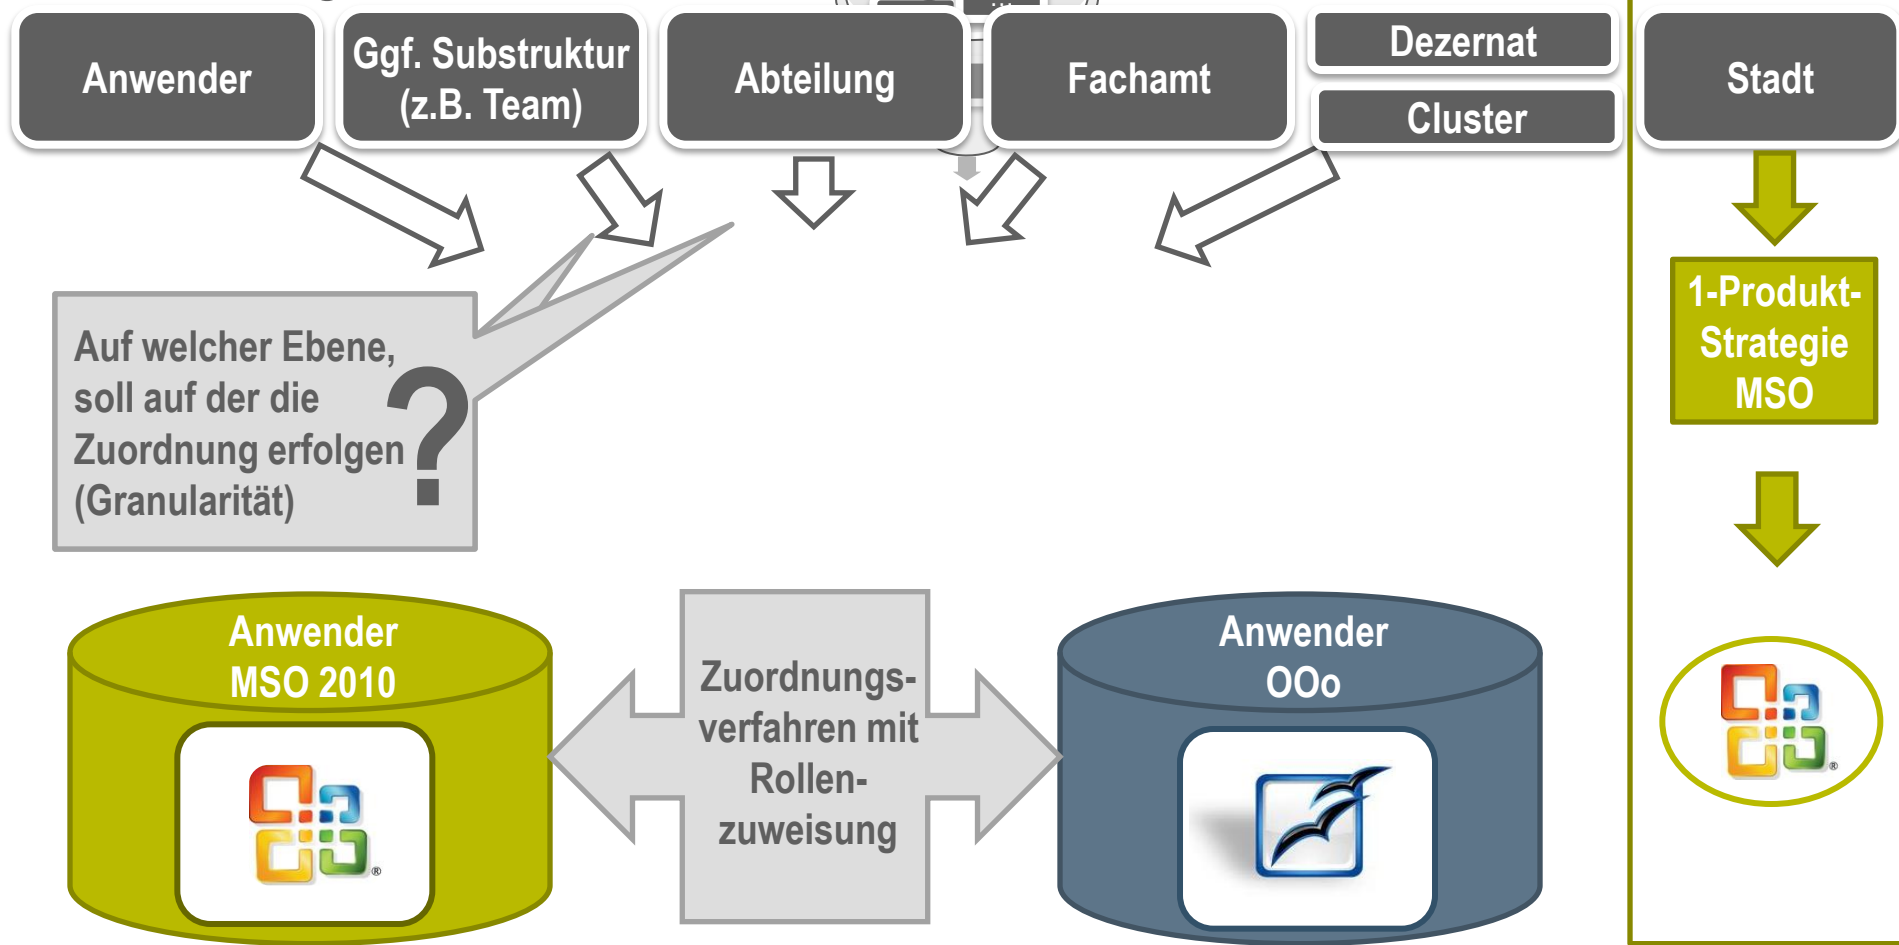 Anwender
Ggf. Substruktur
(z.B. Team)
Abteilung
Fachamt
Dezernat
Cluster
Stadt
Auf welcher Ebene,
soll auf der die
Zuordnung erfolgen
(Granularität)
?
1-Produkt-
Strategie
MSO
Anwender
MSO 2010
Zuordnungs-
verfahren mit
Rollen-
zuweisung
Anwender
OOo
®
®